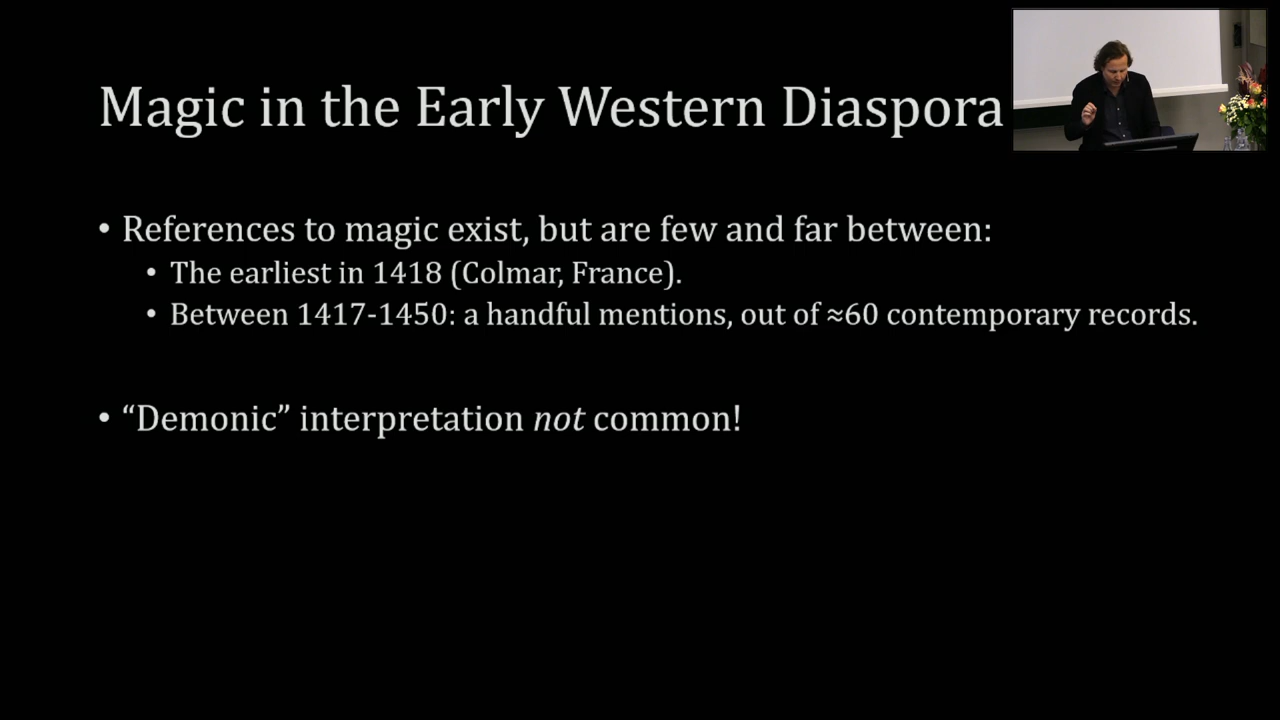 Magic in the Early Western Diaspora
• References to magic exist, but are few and far between:
• The earliest in 1418 (Colmar, France).
• Between 1417-1450: a handful mentions, out of ≈60 contemporary records.
• “Demonic” interpretation not common!